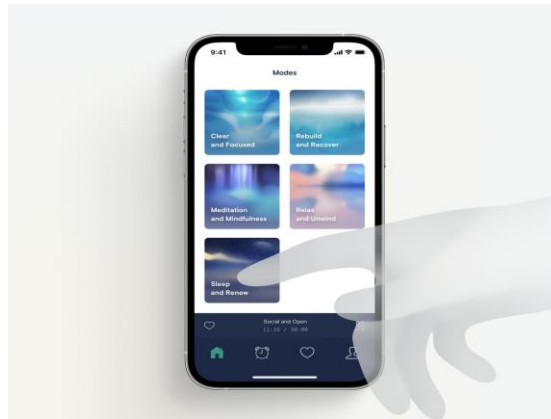 9:41
Modes
Clear
and Focused
Rebuild
and Recover
Meditation
and Mindfulness
Relax
and Unwind
Sleep
and Renew
Social and Open